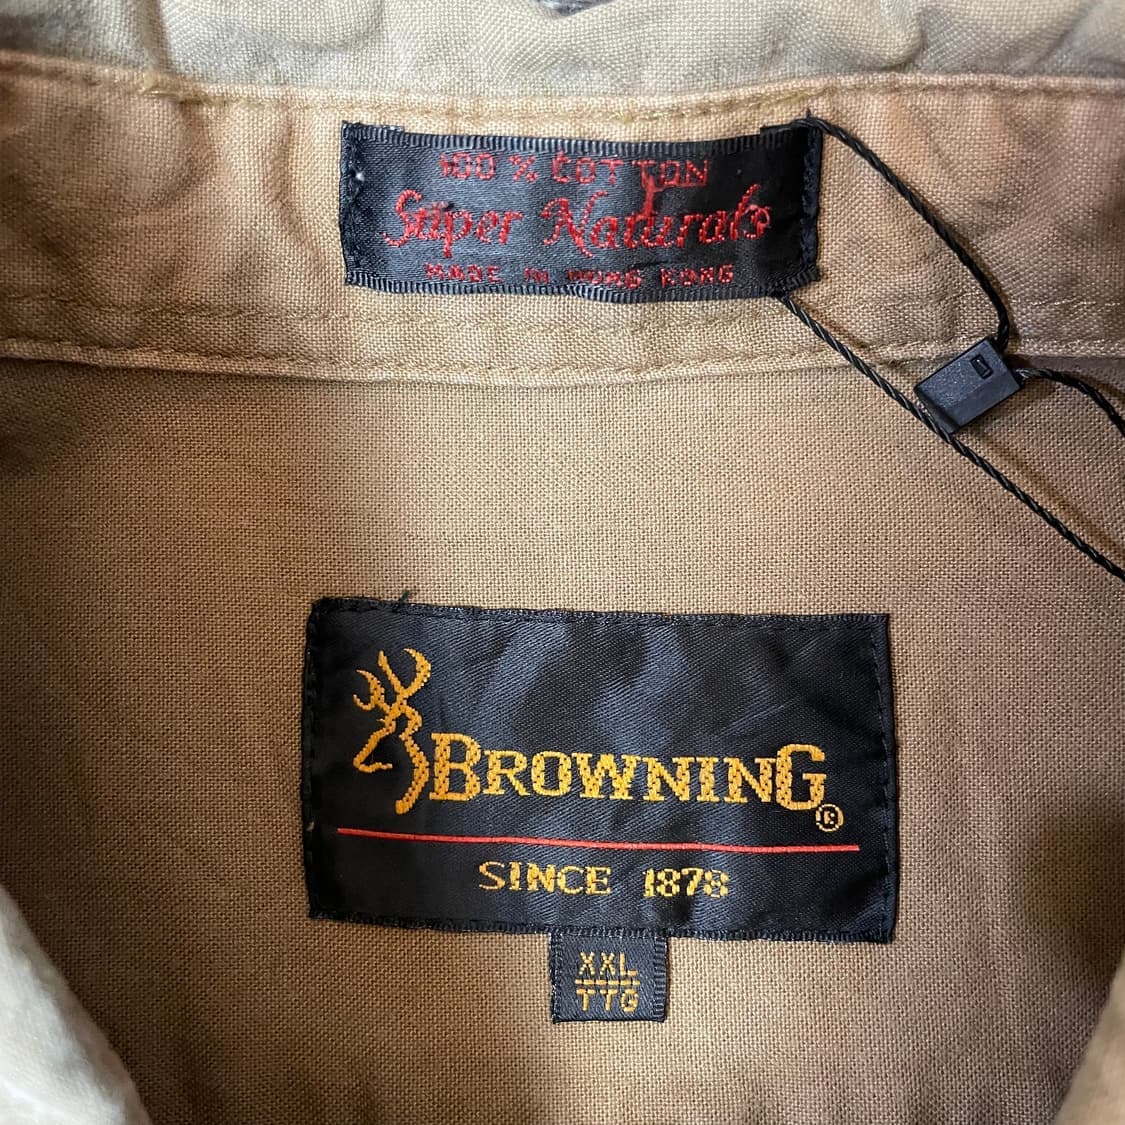 100 % COTTON
Super Naturals
MADE IN HONG KONG
BROWNING®
SINCE 1878
XXL
TTG